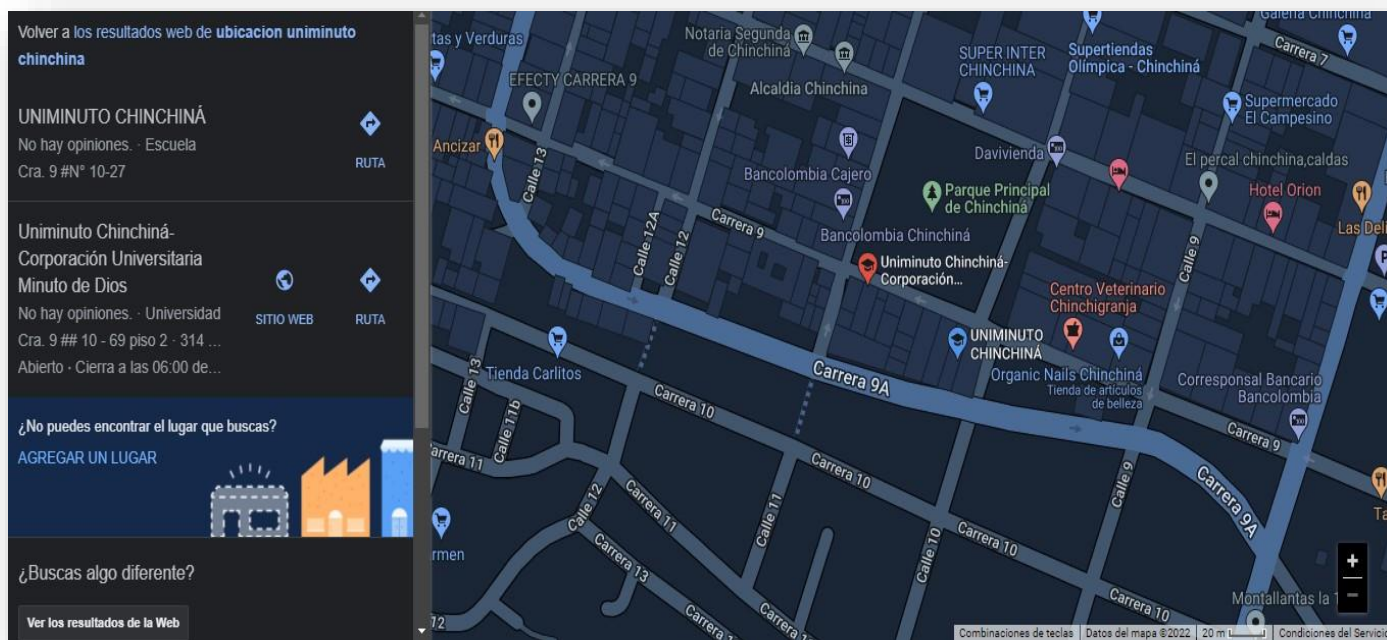 Volver a los resultados web de ubicacion uniminuto
chinchina
UNIMINUTO CHINCHINÁ
No hay opiniones. · Escuela
Cra. 9 #N° 10-27
RUTA
Uniminuto Chinchiná-
Corporación Universitaria
Minuto de Dios
No hay opiniones. · Universidad
Cra. 9 ## 10 - 69 piso 2 · 314 ...
Abierto · Cierra a las 06:00 de...
SITIO WEB
RUTA
¿No puedes encontrar el lugar que buscas?
AGREGAR UN LUGAR
¿Buscas algo diferente?
Ver los resultados de la Web
y Verduras
EFECTY CARRERA 9
Notaria Segunda
de Chinchiná
Alcaldia Chinchina
SUPER INTER
CHINCHINA
Supertiendas
Olímpica - Chinchiná
Galeria Chinchina
Carrera 7
Supermercado
El Campesino
Ancizar
Calle 13
Bancolombia Cajero
Davivienda
El percal chinchina,caldas
Parque Principal
de Chinchiná
Hotel Orion
Bancolombia Chinchiná
Carrera 9
Calle 12A
Calle 12
Calle 9
Uniminuto Chinchiná-
Corporación...
Centro Veterinario
Chinchigranja
UNIMINUTO
CHINCHINÁ
Organic Nails Chinchiná
Tienda de artículos
de belleza
Corresponsal Bancario
Bancolombia
Tienda Carlitos
Carrera 9A
Calle 13
Calle 11b
Carrera 10
Carrera 9
Carrera 10
Calle 9
Carrera 9A
Calle 12
Carrera 11
Calle 11
Calle 10
Carrera 10
Carrera 13
Carrera 10
Montallantas la
Combinaciones de teclas
Datos del mapa ©2022
20 m
Condiciones del Servicio